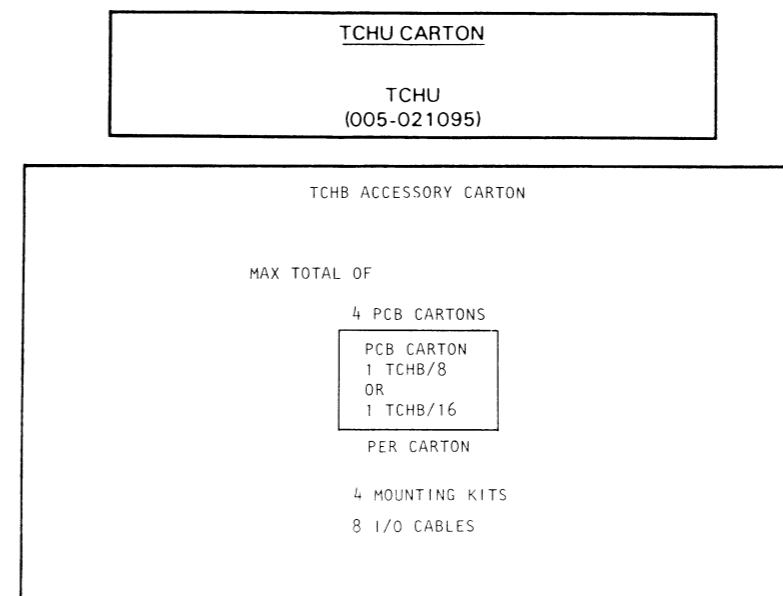 TCHU CARTON
TCHU
(005-021095)
TCHB ACCESSORY CARTON
MAX TOTAL OF
4 PCB CARTONS
PCB CARTON
1 TCHB/8
OR
1 TCHB/16
PER CARTON
4 MOUNTING KITS
8 I/O CABLES